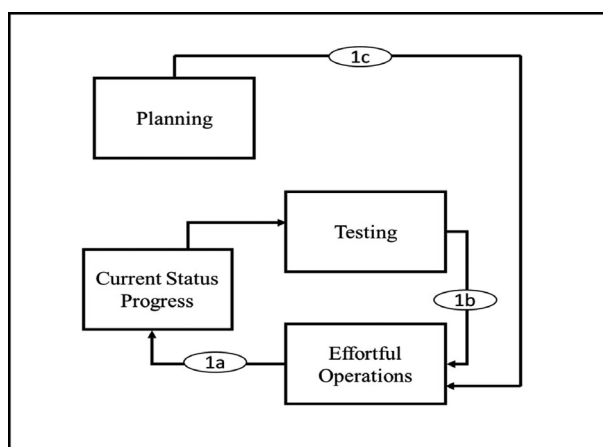 1c
Planning
Testing
Current Status
Progress
1b
Effortful
Operations
1a